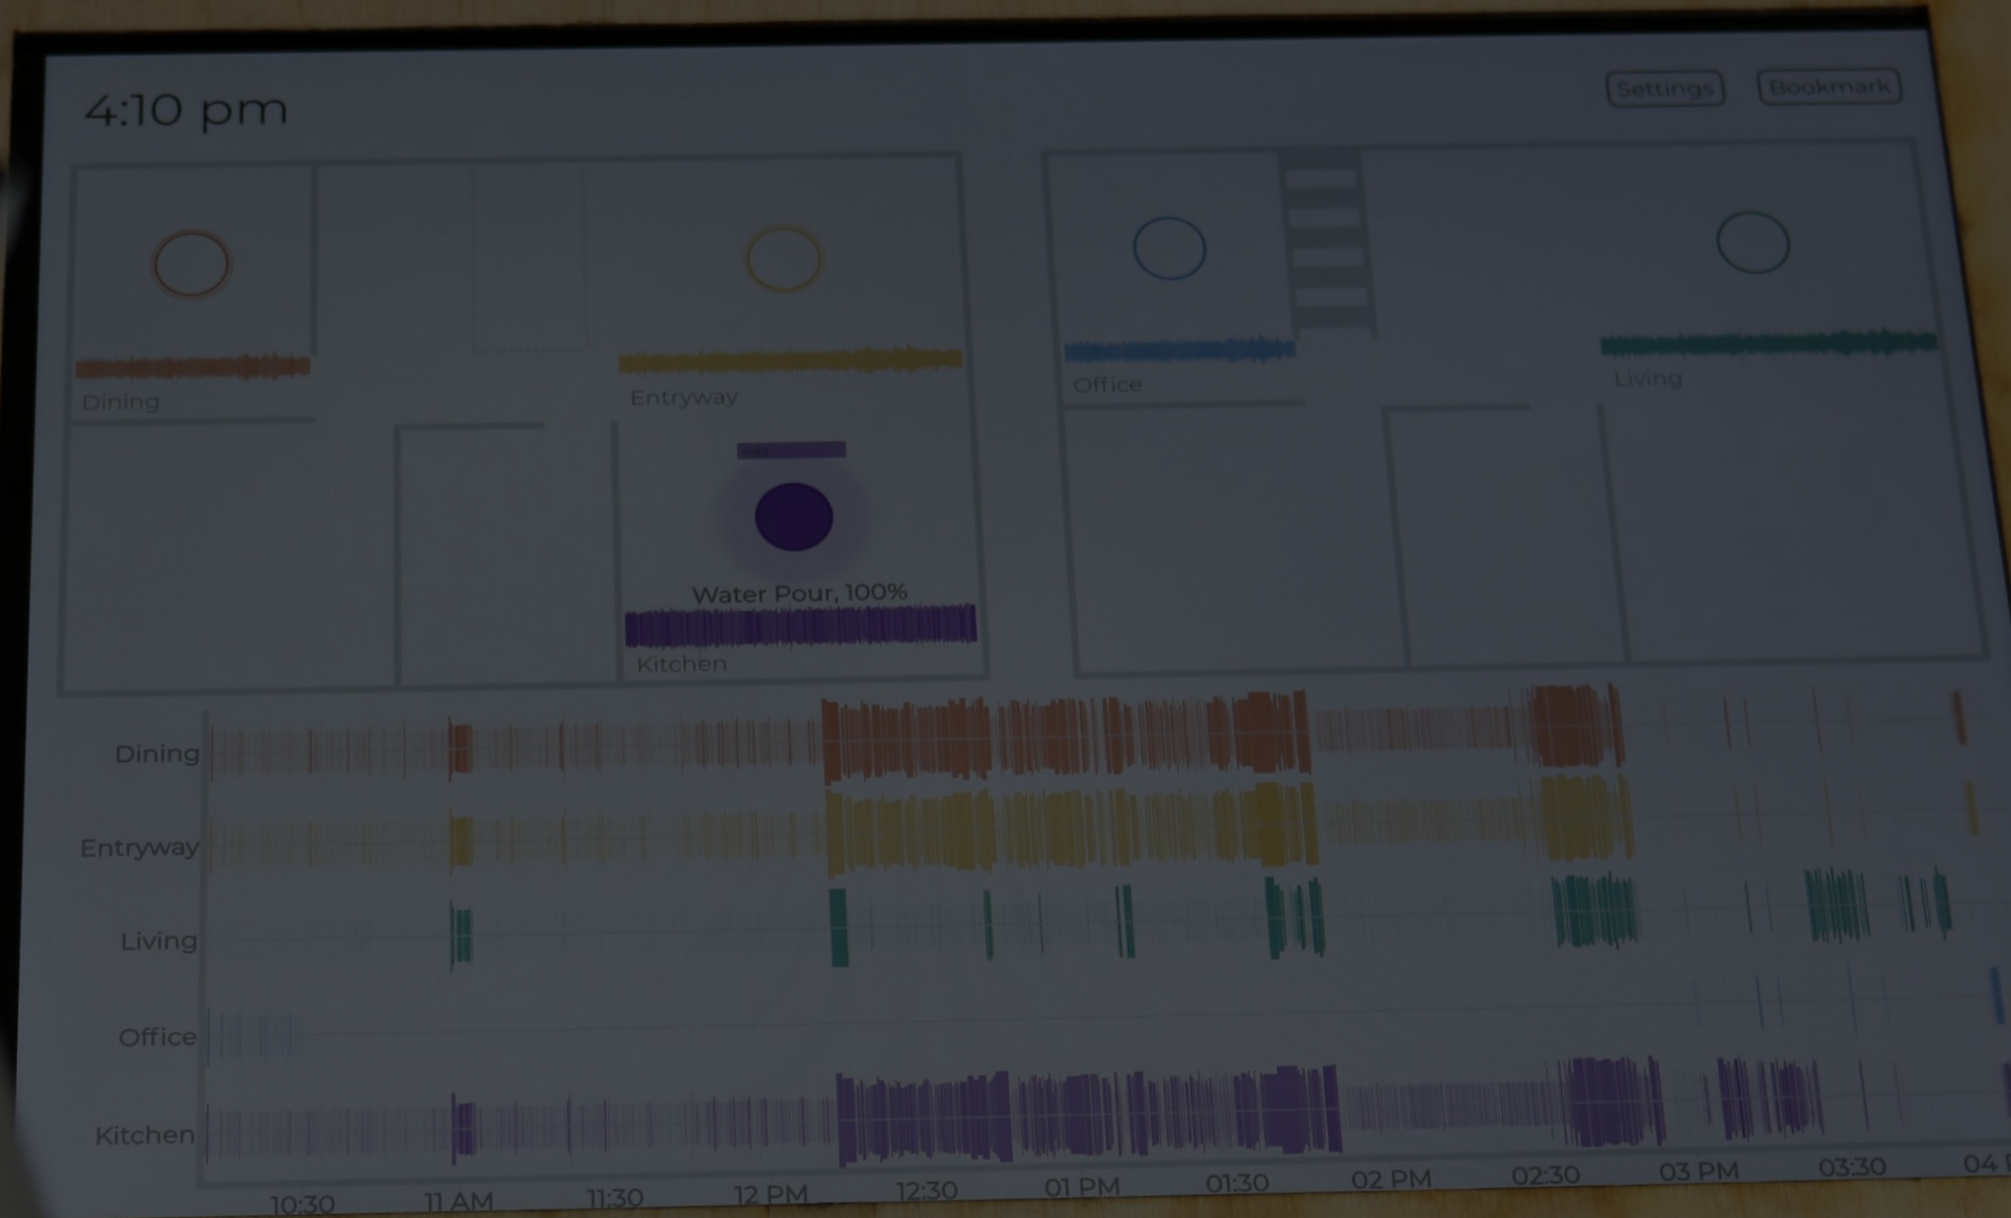 4:10 pm
Settings
Bookmark
Dining
Entryway
Office
Living
Water Pour, 100%
Kitchen
Dining
Entryway
Living
Office
Kitchen
10:30 11 AM 11:30 12 PM 12:30 01 PM 01:30 02 PM 02:30 03 PM 03:30 04